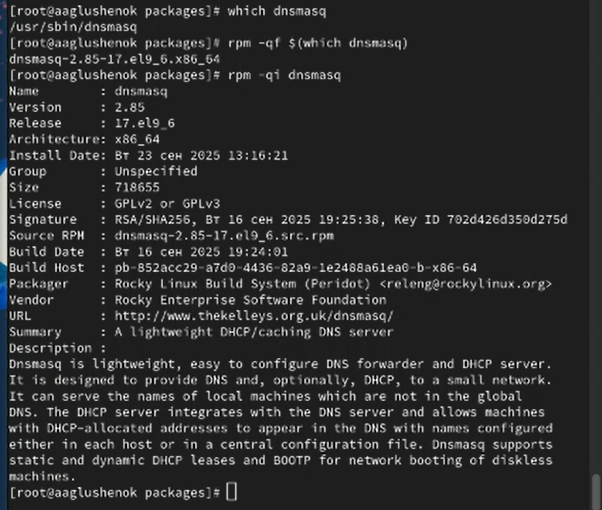 [root@aaglushenok packages]# which dnsmasq
/usr/sbin/dnsmasq
[root@aaglushenok packages]# rpm -qf $(which dnsmasq)
dnsmasq-2.85-17.el9_6.x86_64
[root@aaglushenok packages]# rpm -qi dnsmasq
Name        : dnsmasq
Version     : 2.85
Release     : 17.el9_6
Architecture: x86_64
Install Date: Вт 23 сен 2025 13:16:21
Group       : Unspecified
Size        : 718655
License     : GPLv2 or GPLv3
Signature   : RSA/SHA256, Вт 16 сен 2025 19:25:38, Key ID 702d426d350d275d
Source RPM  : dnsmasq-2.85-17.el9_6.src.rpm
Build Date  : Вт 16 сен 2025 19:24:01
Build Host  : pb-852acc29-a7d0-4436-82a9-1e2488a61ea0-b-x86-64
Packager    : Rocky Linux Build System (Peridot) <releng@rockylinux.org>
Vendor      : Rocky Enterprise Software Foundation
URL         : http://www.thekelleys.org.uk/dnsmasq/
Summary     : A lightweight DHCP/caching DNS server
Description :
Dnsmasq is lightweight, easy to configure DNS forwarder and DHCP server.
It is designed to provide DNS and, optionally, DHCP, to a small network.
It can serve the names of local machines which are not in the global
DNS. The DHCP server integrates with the DNS server and allows machines
with DHCP-allocated addresses to appear in the DNS with names configured
either in each host or in a central configuration file. Dnsmasq supports
static and dynamic DHCP leases and BOOTP for network booting of diskless
machines.
[root@aaglushenok packages]#